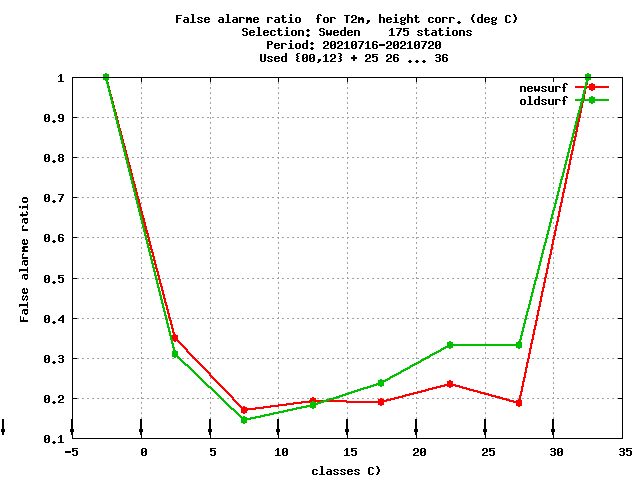 False alarme ratio  for T2m, height corr. (deg C)
Selection: Sweden    175 stations
Period: 20210716-20210720
Used {00,12} + 25 26 ... 36
newsurf
oldsurf
False alarme ratio
1
0,9
0,8
0,7
0,6
0,5
0,4
0,3
0,2
0,1
-5 0 5 10 15 20 25 30 35
classes C)